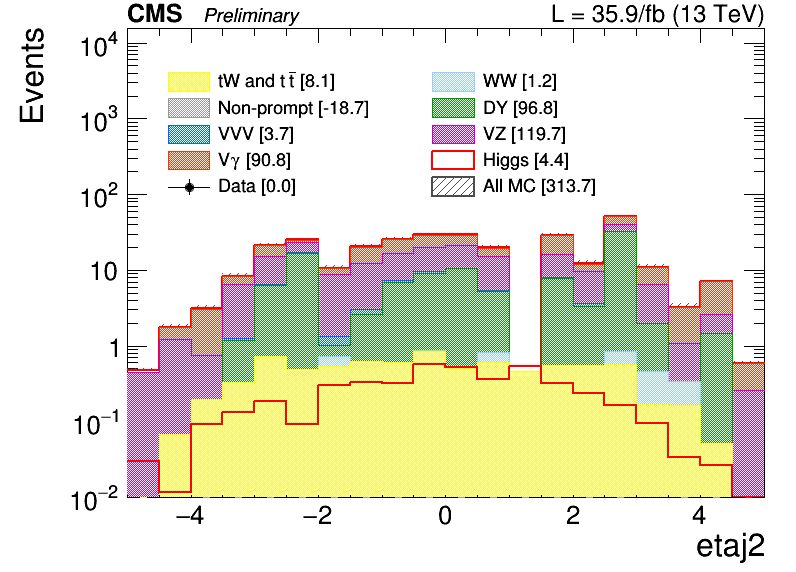 CMS Preliminary L = 35.9/fb (13 TeV)
Events
10⁴
10³
10²
10
1
10⁻¹
10⁻²
tW and t t̅ [8.1] WW [1.2]
Non-prompt [-18.7] DY [96.8]
VVV [3.7] VZ [119.7]
Vγ [90.8] Higgs [4.4]
Data [0.0] All MC [313.7]
−4 −2 0 2 4
etaj2